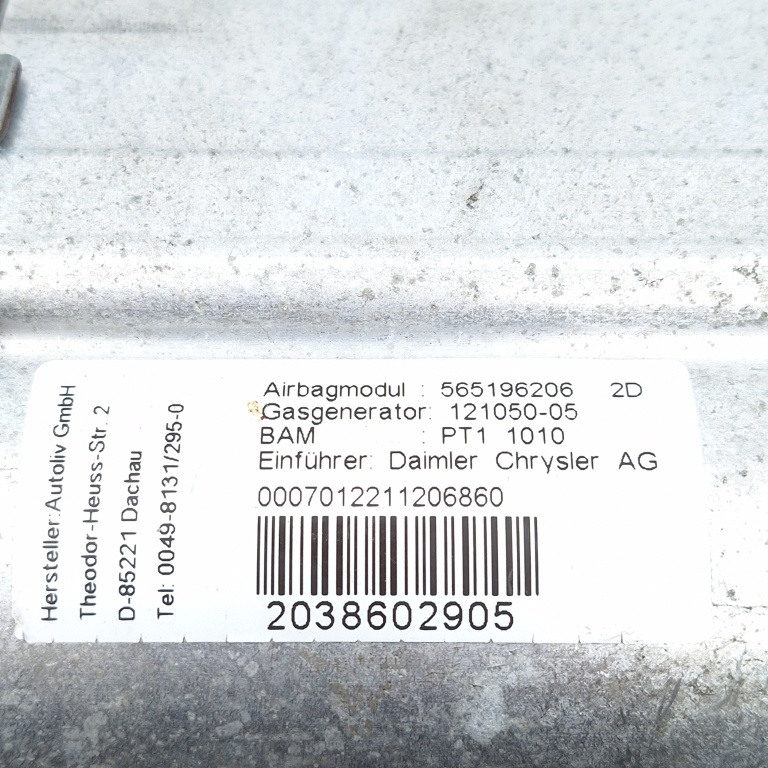 Hersteller:Autoliv GmbH
Theodor-Heuss-Str. 2
D-85221 Dachau
Tel: 0049-8131/295-0
Airbagmodul : 565196206 2D
Gasgenerator: 121050-05
BAM : PT1 1010
Einführer: Daimler Chrysler AG
0007012211206860
2038602905